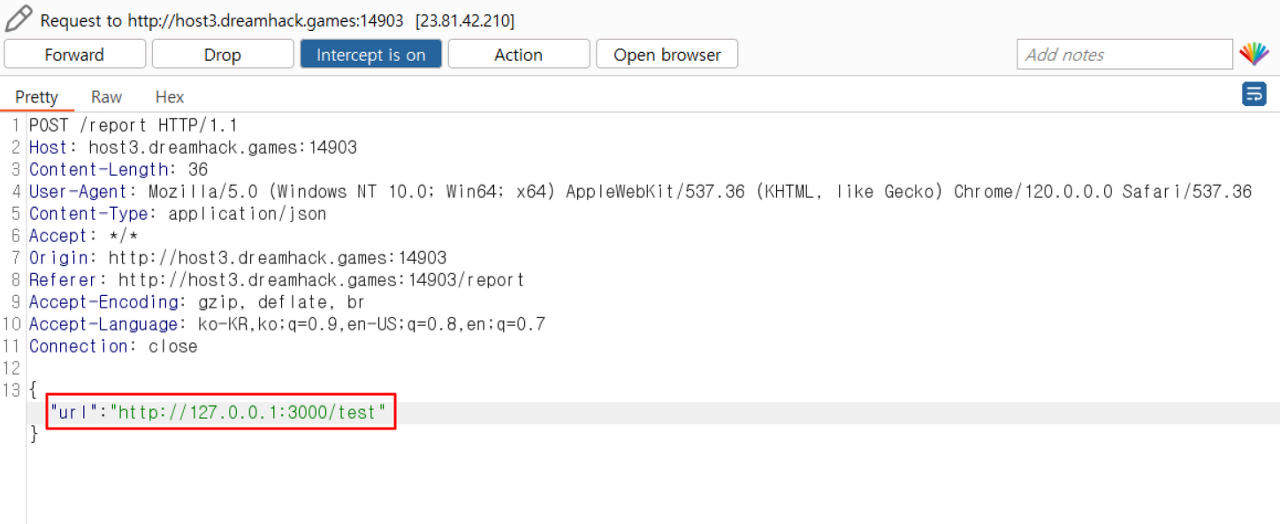 Request to http://host3.dreamhack.games:14903 [23.81.42.210]
Forward Drop Intercept is on Action Open browser Add notes
Pretty Raw Hex
1 POST /report HTTP/1.1
2 Host: host3.dreamhack.games:14903
3 Content-Length: 36
4 User-Agent: Mozilla/5.0 (Windows NT 10.0; Win64; x64) AppleWebKit/537.36 (KHTML, like Gecko) Chrome/120.0.0.0 Safari/537.36
5 Content-Type: application/json
6 Accept: */*
7 Origin: http://host3.dreamhack.games:14903
8 Referer: http://host3.dreamhack.games:14903/report
9 Accept-Encoding: gzip, deflate, br
10 Accept-Language: ko-KR,ko;q=0.9,en-US;q=0.8,en;q=0.7
11 Connection: close
12
13 {
"url":"http://127.0.0.1:3000/test"
}